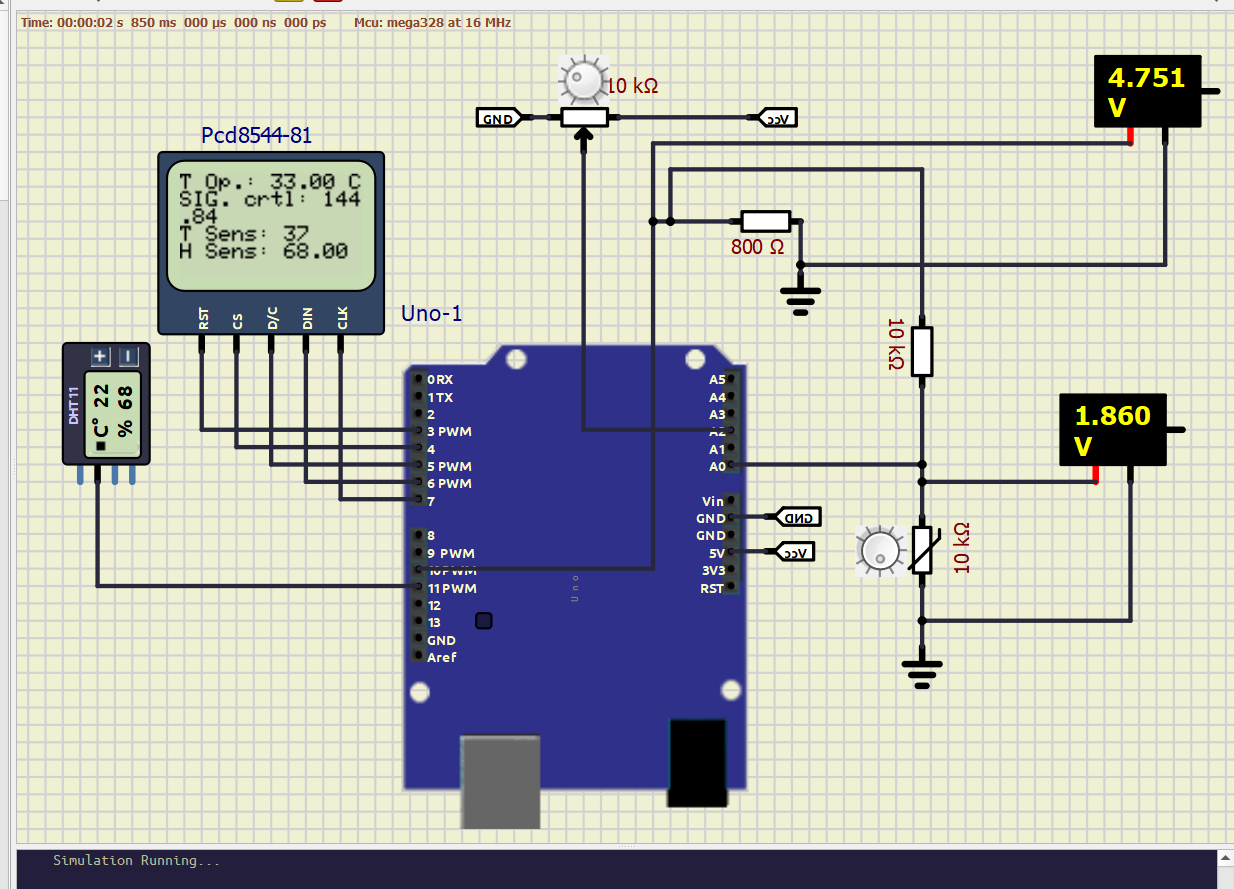 Time: 00:00:02 s 850 ms 000 µs 000 ns 000 ps Mcu: mega328 at 16 MHz
10 kΩ
GND
Vcc
4.751
V
Pcd8544-81
T Op.: 33.00 C
SIG. crtl: 144
.84
T Sens: 37
H Sens: 68.00
800 Ω
RST
CS
D/C
DIN
CLK
Uno-1
10 kΩ
DHT11
+
-
C° 22
% 68
0 RX
1 TX
2
3 PWM
4
5 PWM
6 PWM
7
8
9 PWM
10 PWM
11 PWM
12
13
GND
Aref
A5
A4
A3
A2
A1
A0
Vin
GND
GND
5V
3V3
RST
GND
Vcc
Uno
1.860
V
10 kΩ
Simulation Running...